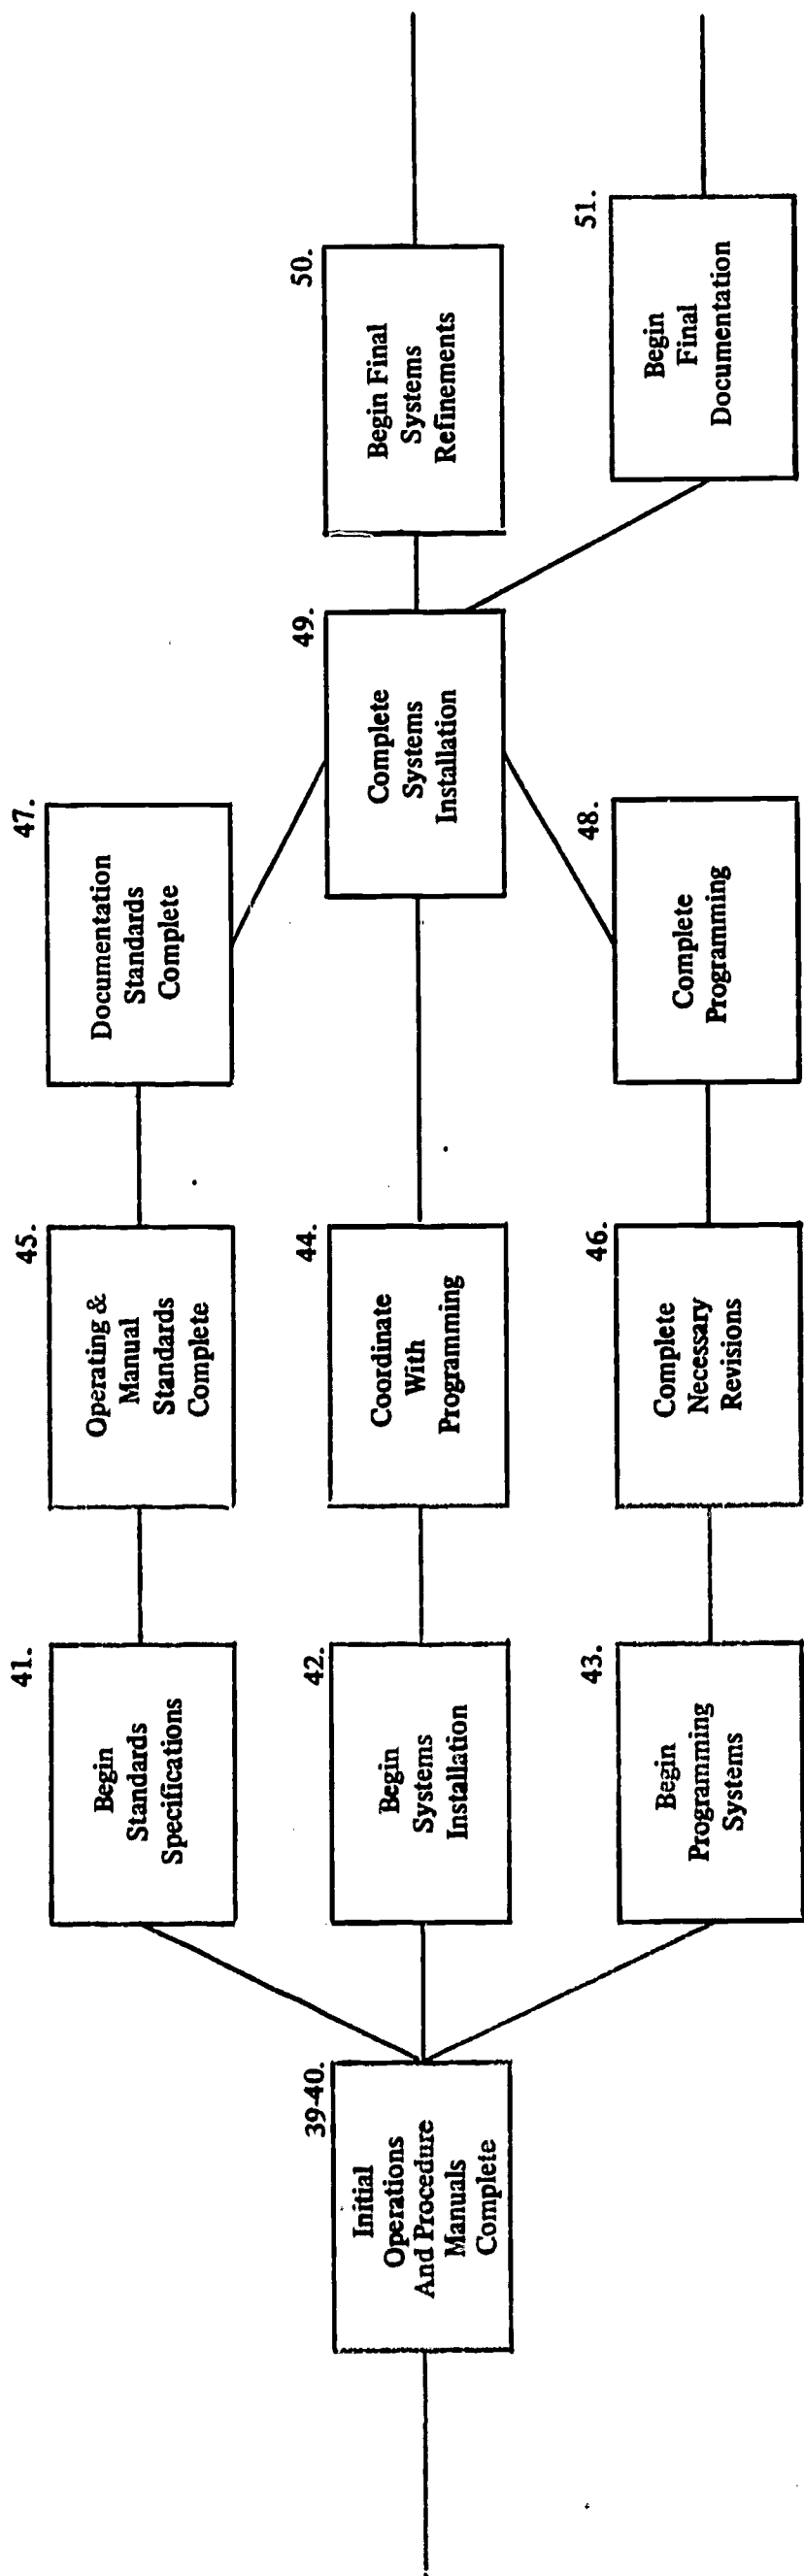 39-40.
Initial
Operations
And Procedure
Manuals
Complete
41.
Begin
Standards
Specifications
42.
Begin
Systems
Installation
43.
Begin
Programming
Systems
45.
Operating &
Manual
Standards
Complete
44.
Coordinate
With
Programming
46.
Complete
Necessary
Revisions
47.
Documentation
Standards
Complete
49.
Complete
Systems
Installation
48.
Complete
Programming
50.
Begin Final
Systems
Refinements
51.
Begin
Final
Documentation